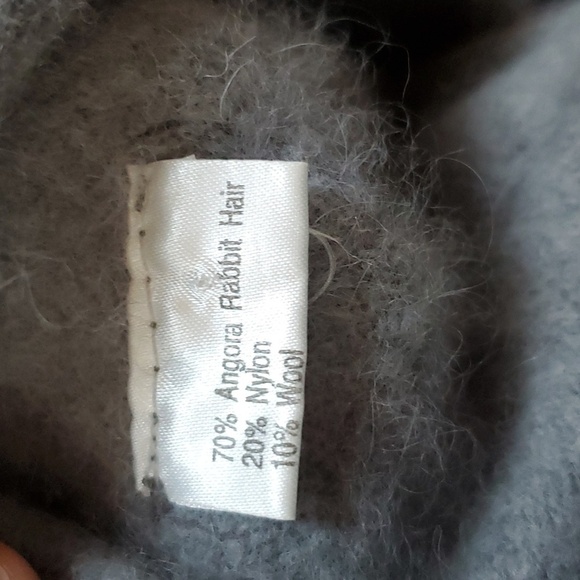 70% Angora Rabbit Hair
20% Nylon
10% Wool